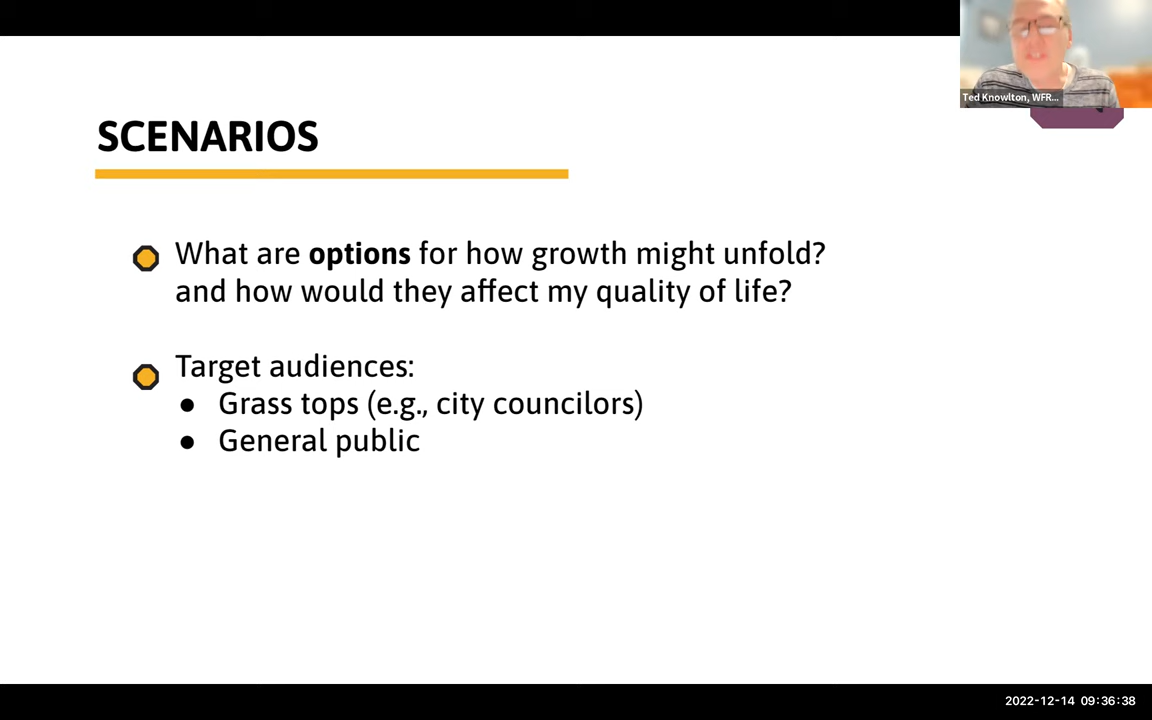 Ted Knowlton, WFR...
SCENARIOS
What are options for how growth might unfold?
and how would they affect my quality of life?
Target audiences:
● Grass tops (e.g., city councilors)
● General public
2022-12-14 09:36:38